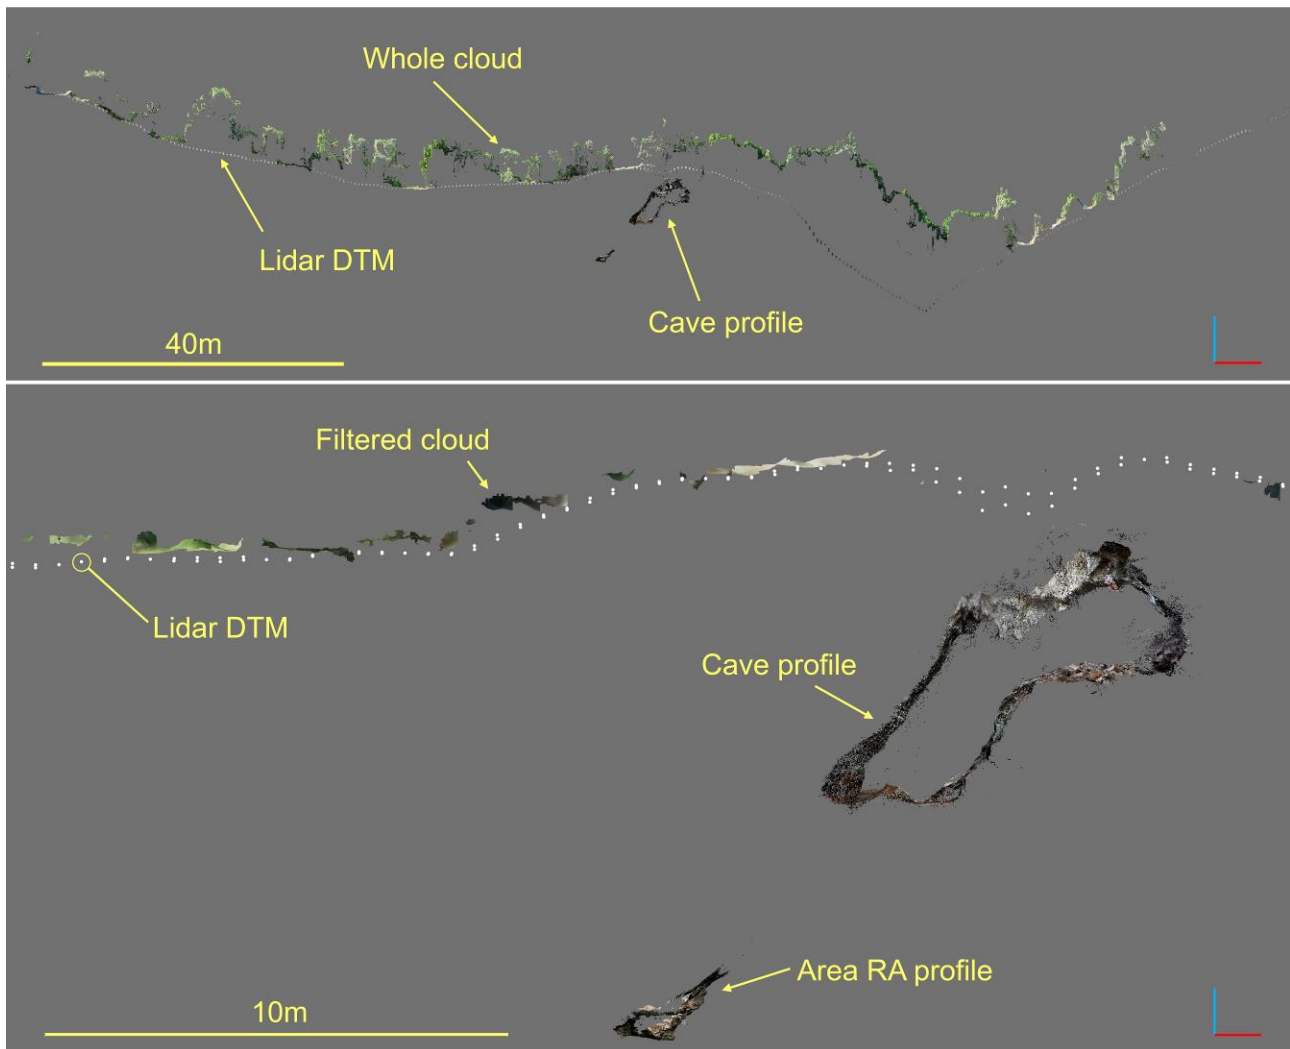 Whole cloud
Lidar DTM
Cave profile
40m
Filtered cloud
Lidar DTM
Cave profile
Area RA profile
10m